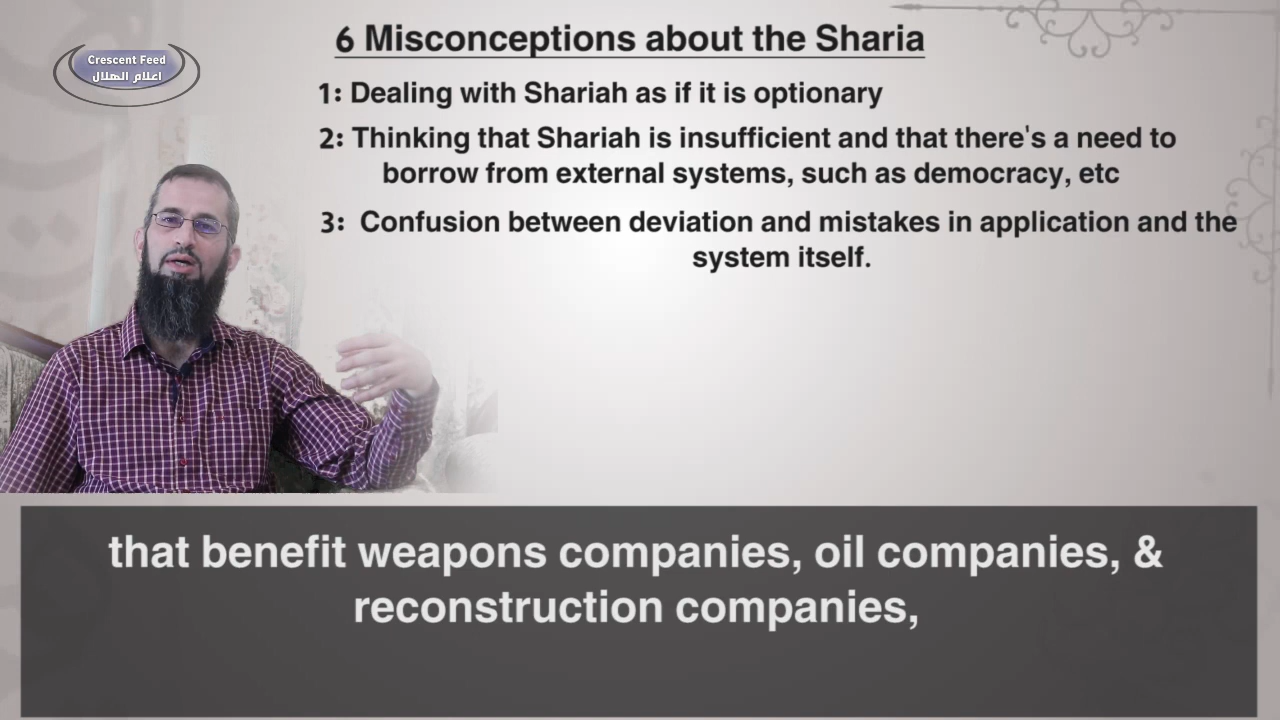 6 Misconceptions about the Sharia
Crescent Feed
اعلام الهلال
1: Dealing with Shariah as if it is optionary
2: Thinking that Shariah is insufficient and that there's a need to
borrow from external systems, such as democracy, etc
3: Confusion between deviation and mistakes in application and the
system itself.
that benefit weapons companies, oil companies, &
reconstruction companies,